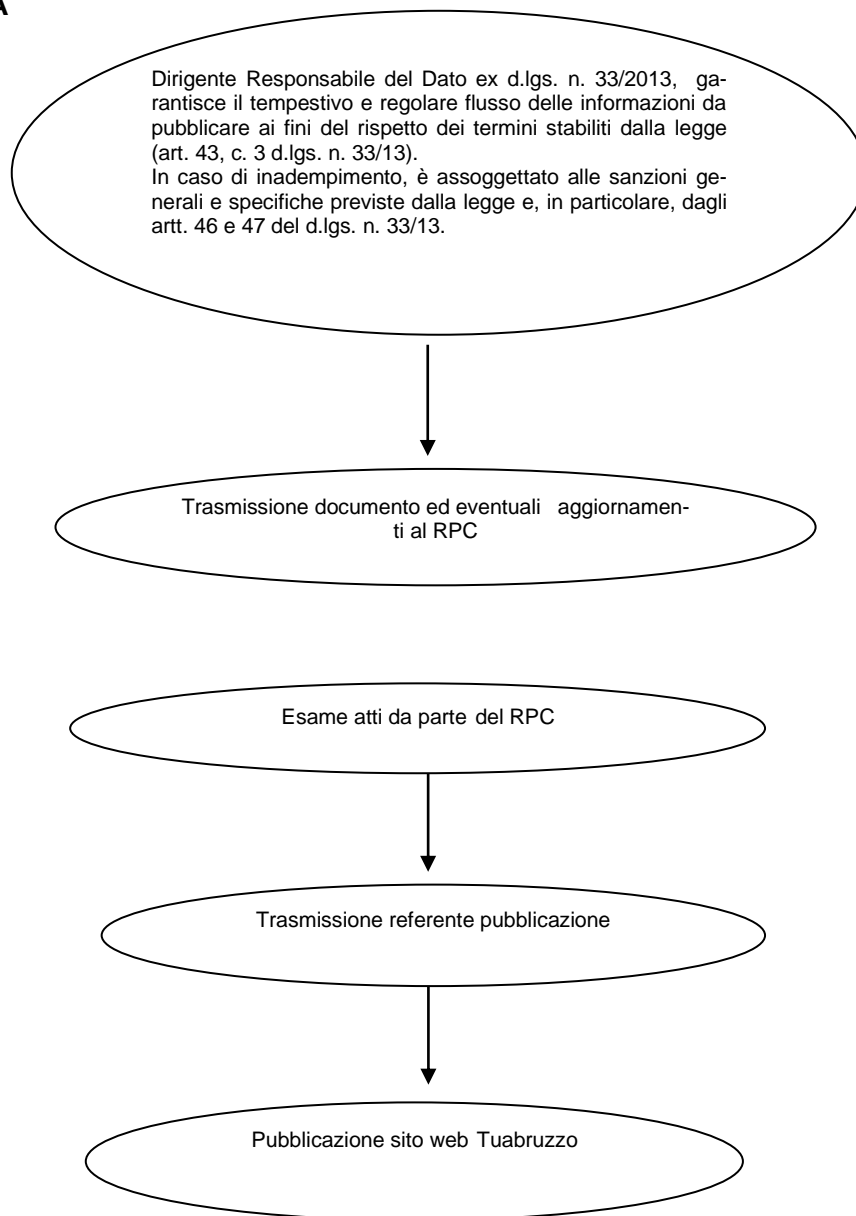 A
Dirigente Responsabile del Dato ex d.lgs. n. 33/2013, ga-
rantisce il tempestivo e regolare flusso delle informazioni da
pubblicare ai fini del rispetto dei termini stabiliti dalla legge
(art. 43, c. 3 d.lgs. n. 33/13).
In caso di inadempimento, è assoggettato alle sanzioni ge-
nerali e specifiche previste dalla legge e, in particolare, dagli
artt. 46 e 47 del d.lgs. n. 33/13.
Trasmissione documento ed eventuali aggiornamen-
ti al RPC
Esame atti da parte del RPC
Trasmissione referente pubblicazione
Pubblicazione sito web Tuabruzzo